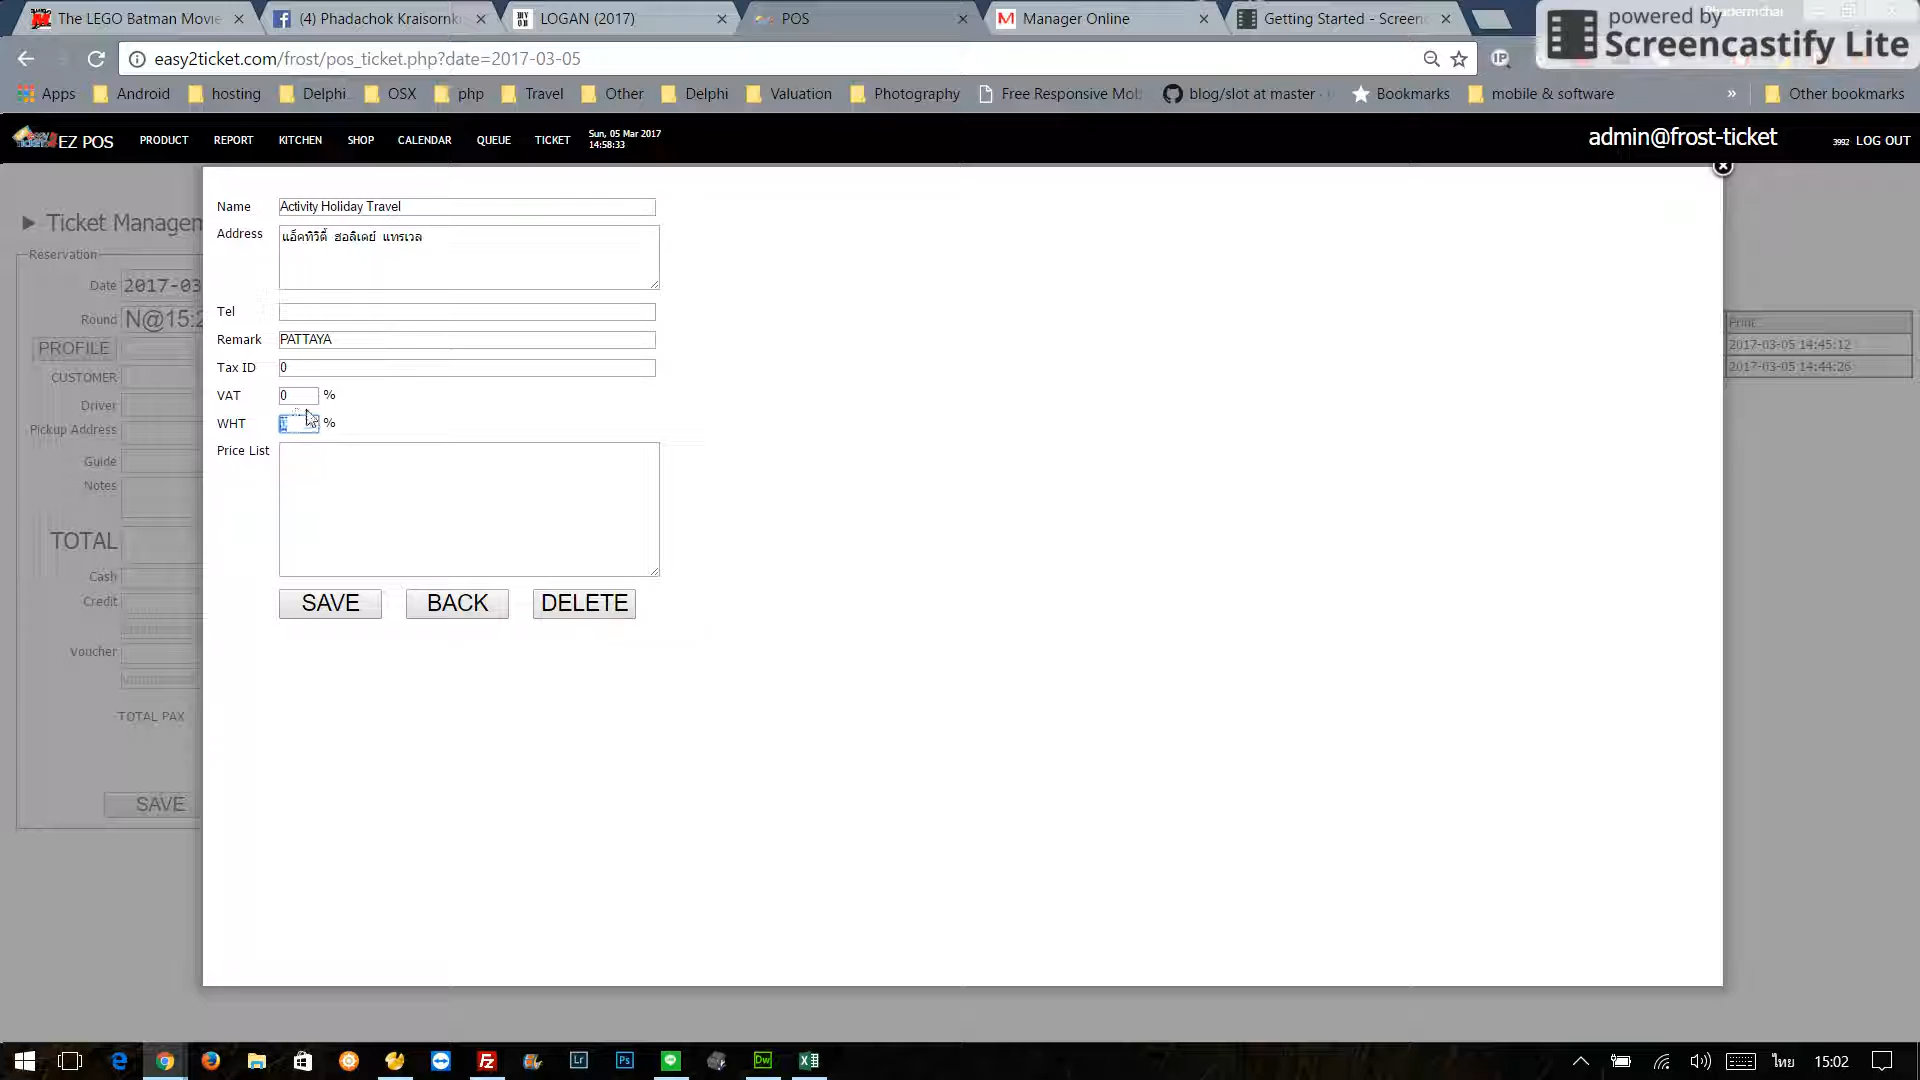 The LEGO Batman Movie
(4) Phadachok Kraisornkh
LOGAN (2017)
POS
Manager Online
Getting Started - Screenc
powered by
Screencastify Lite
easy2ticket.com/frost/pos_ticket.php?date=2017-03-05
Apps
Android
hosting
Delphi
OSX
php
Travel
Other
Delphi
Valuation
Photography
Free Responsive Mob
blog/slot at master ·
Bookmarks
mobile & software
»
Other bookmarks
EZ POS
PRODUCT
REPORT
KITCHEN
SHOP
CALENDAR
QUEUE
TICKET
Sun, 05 Mar 2017
14:58:33
admin@frost-ticket
3992 LOG OUT
Ticket Managem
Reservation
Date 2017-03
Round N@15:2
PROFILE
CUSTOMER
Driver
Pickup Address
Guide
Notes
TOTAL
Cash
Credit
Voucher
TOTAL PAX
SAVE
Name Activity Holiday Travel
Address แอ็คทิวิตี้ ฮอลิเดย์ แทรเวล
Tel
Remark PATTAYA
Tax ID 0
VAT 0 %
WHT %
Price List
SAVE BACK DELETE
Print
2017-03-05 14:45:12
2017-03-05 14:44:26
ไทย
15:02